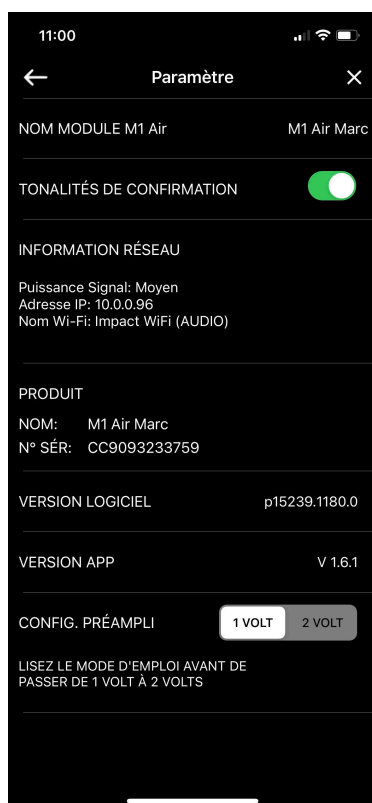 11:00
Paramètre
NOM MODULE M1 Air M1 Air Marc
TONALITÉS DE CONFIRMATION
INFORMATION RÉSEAU
Puissance Signal: Moyen
Adresse IP: 10.0.0.96
Nom Wi-Fi: Impact WiFi (AUDIO)
PRODUIT
NOM: M1 Air Marc
N° SÉR: CC9093233759
VERSION LOGICIEL p15239.1180.0
VERSION APP V 1.6.1
CONFIG. PRÉAMPLI 1 VOLT 2 VOLT
LISEZ LE MODE D'EMPLOI AVANT DE
PASSER DE 1 VOLT À 2 VOLTS